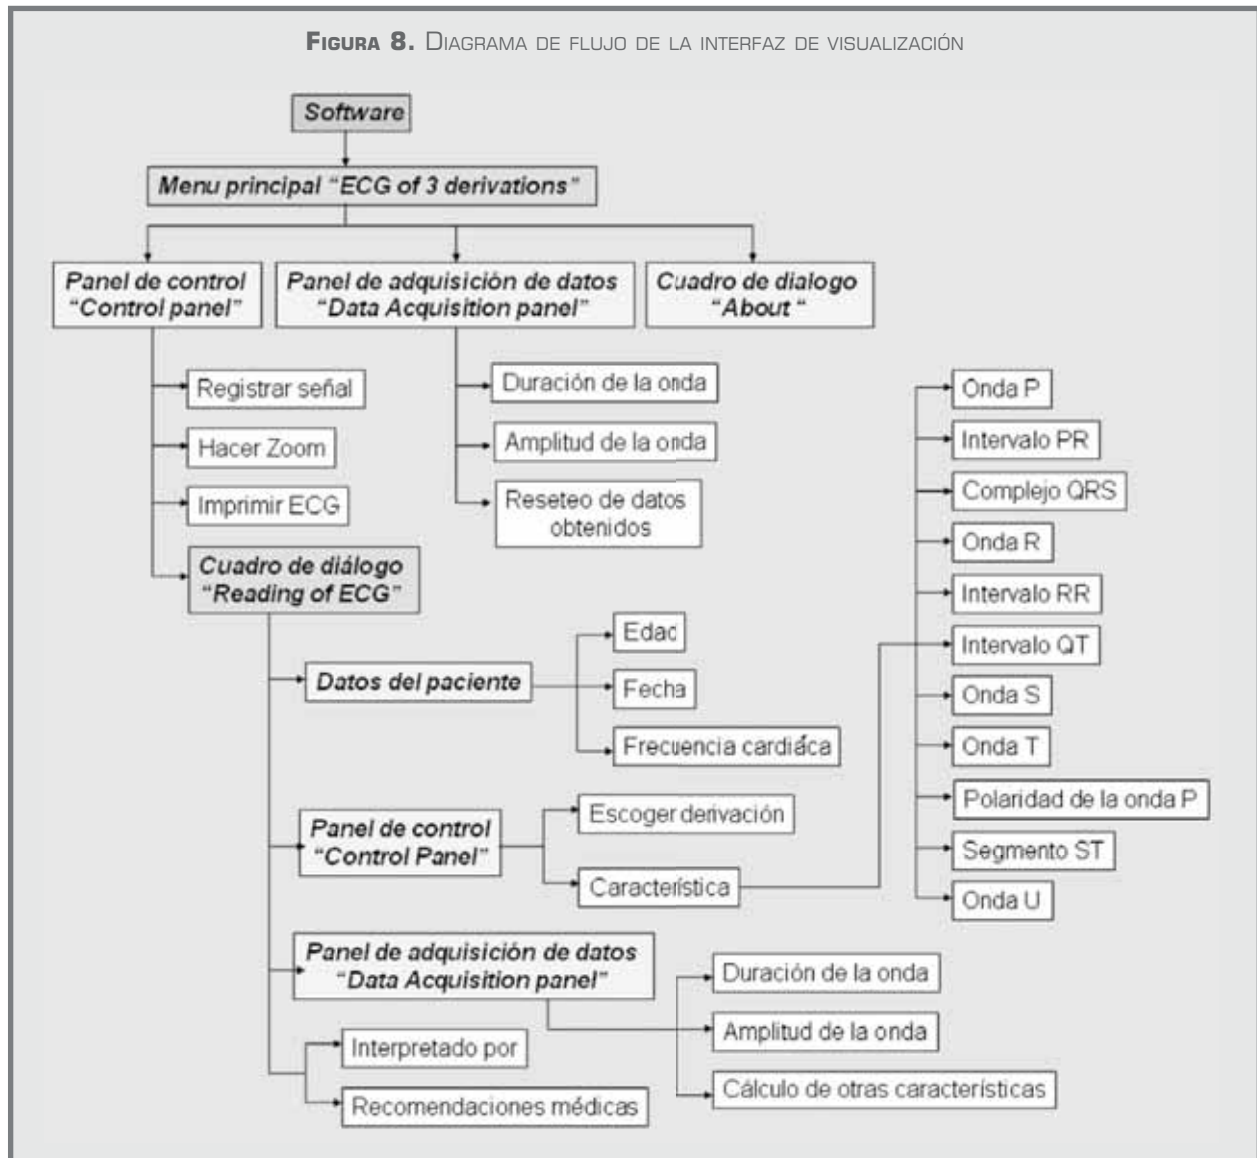 FIGURA 8. DIAGRAMA DE FLUJO DE LA INTERFAZ DE VISUALIZACIÓN
Software
Menu principal "ECG of 3 derivations"
Panel de control
"Control panel"
Panel de adquisición de datos
"Data Acquisition panel"
Cuadro de dialogo
"About "
Registrar señal
Hacer Zoom
Imprimir ECG
Cuadro de diálogo
"Reading of ECG"
Duración de la onda
Amplitud de la onda
Reseteo de datos
obtenidos
Datos del paciente
Edad
Fecha
Frecuencia cardiáca
Panel de control
"Control Panel"
Escoger derivación
Característica
Onda P
Intervalo PR
Complejo QRS
Onda R
Intervalo RR
Intervalo QT
Onda S
Onda T
Polaridad de la onda P
Segmento ST
Onda U
Panel de adquisición de datos
"Data Acquisition panel"
Duración de la onda
Amplitud de la onda
Cálculo de otras características
Interpretado por
Recomendaciones médicas